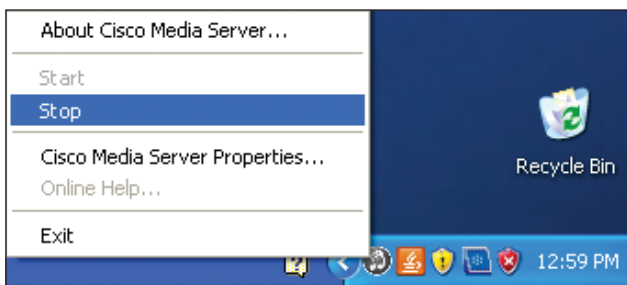 About Cisco Media Server...
Start
Stop
Cisco Media Server Properties...
Online Help...
Exit
Recycle Bin
12:59 PM